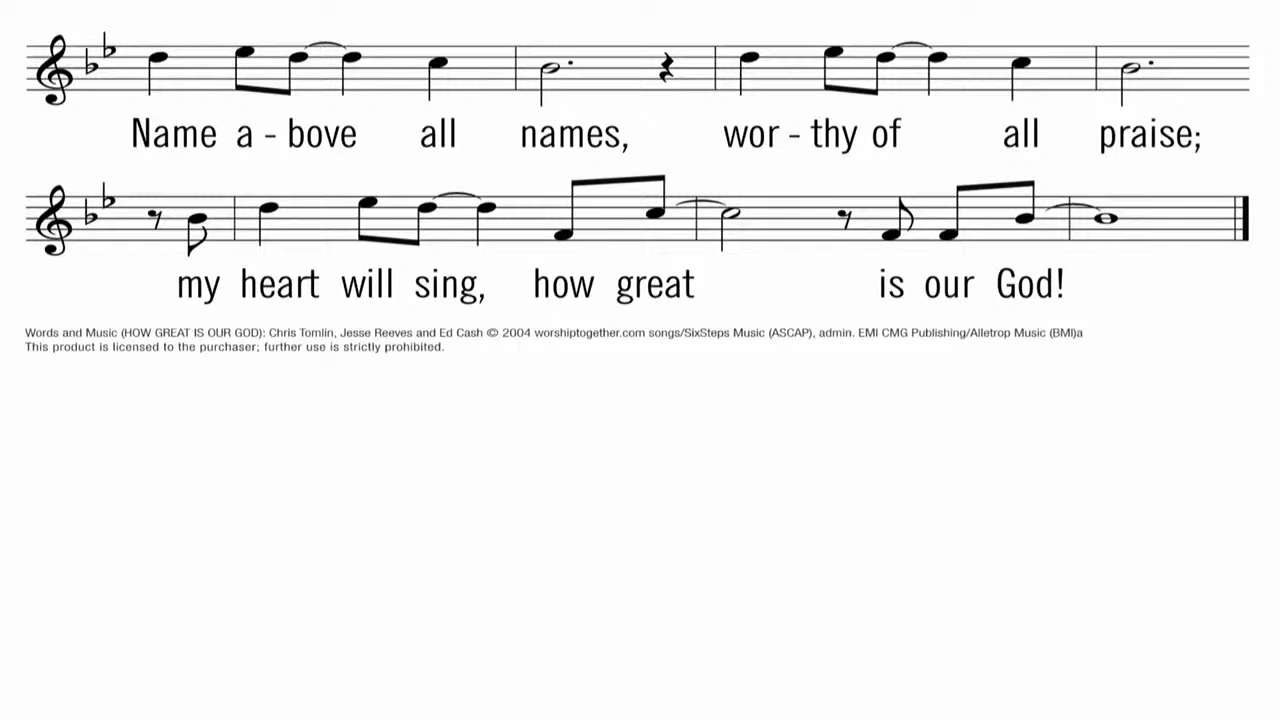 Name a - bove all names, wor - thy of all praise;
my heart will sing, how great is our God!
Words and Music (HOW GREAT IS OUR GOD): Chris Tomlin, Jesse Reeves and Ed Cash © 2004 worshiptogether.com songs/SixSteps Music (ASCAP), admin. EMI CMG Publishing/Alletrop Music (BMI)a
This product is licensed to the purchaser; further use is strictly prohibited.